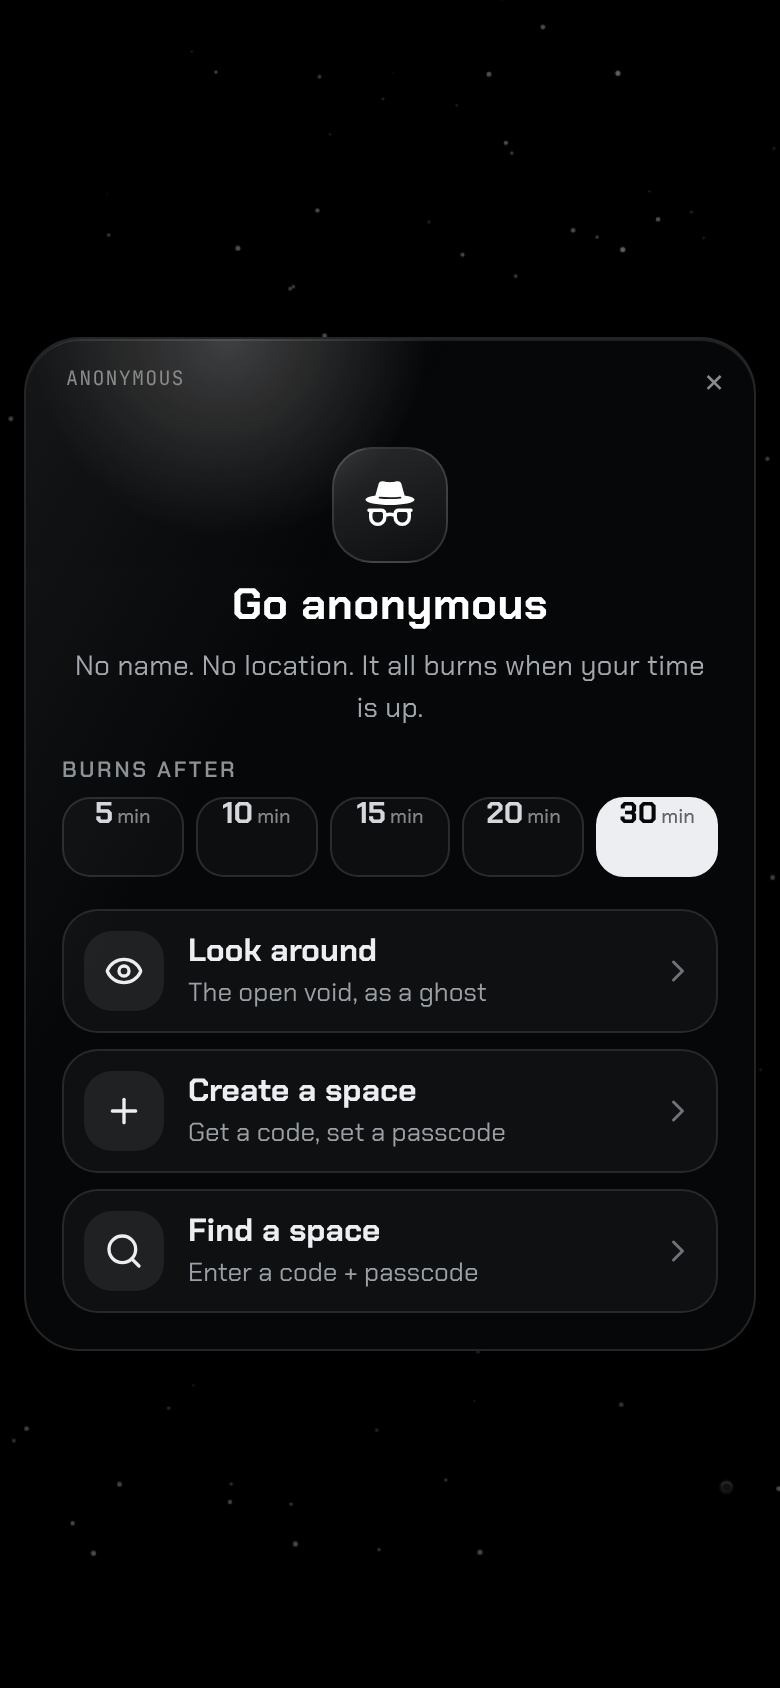 ANONYMOUS
Go anonymous
No name. No location. It all burns when your time
is up.
BURNS AFTER
5 min 10 min 15 min 20 min 30 min
Look around
The open void, as a ghost
Create a space
Get a code, set a passcode
Find a space
Enter a code + passcode